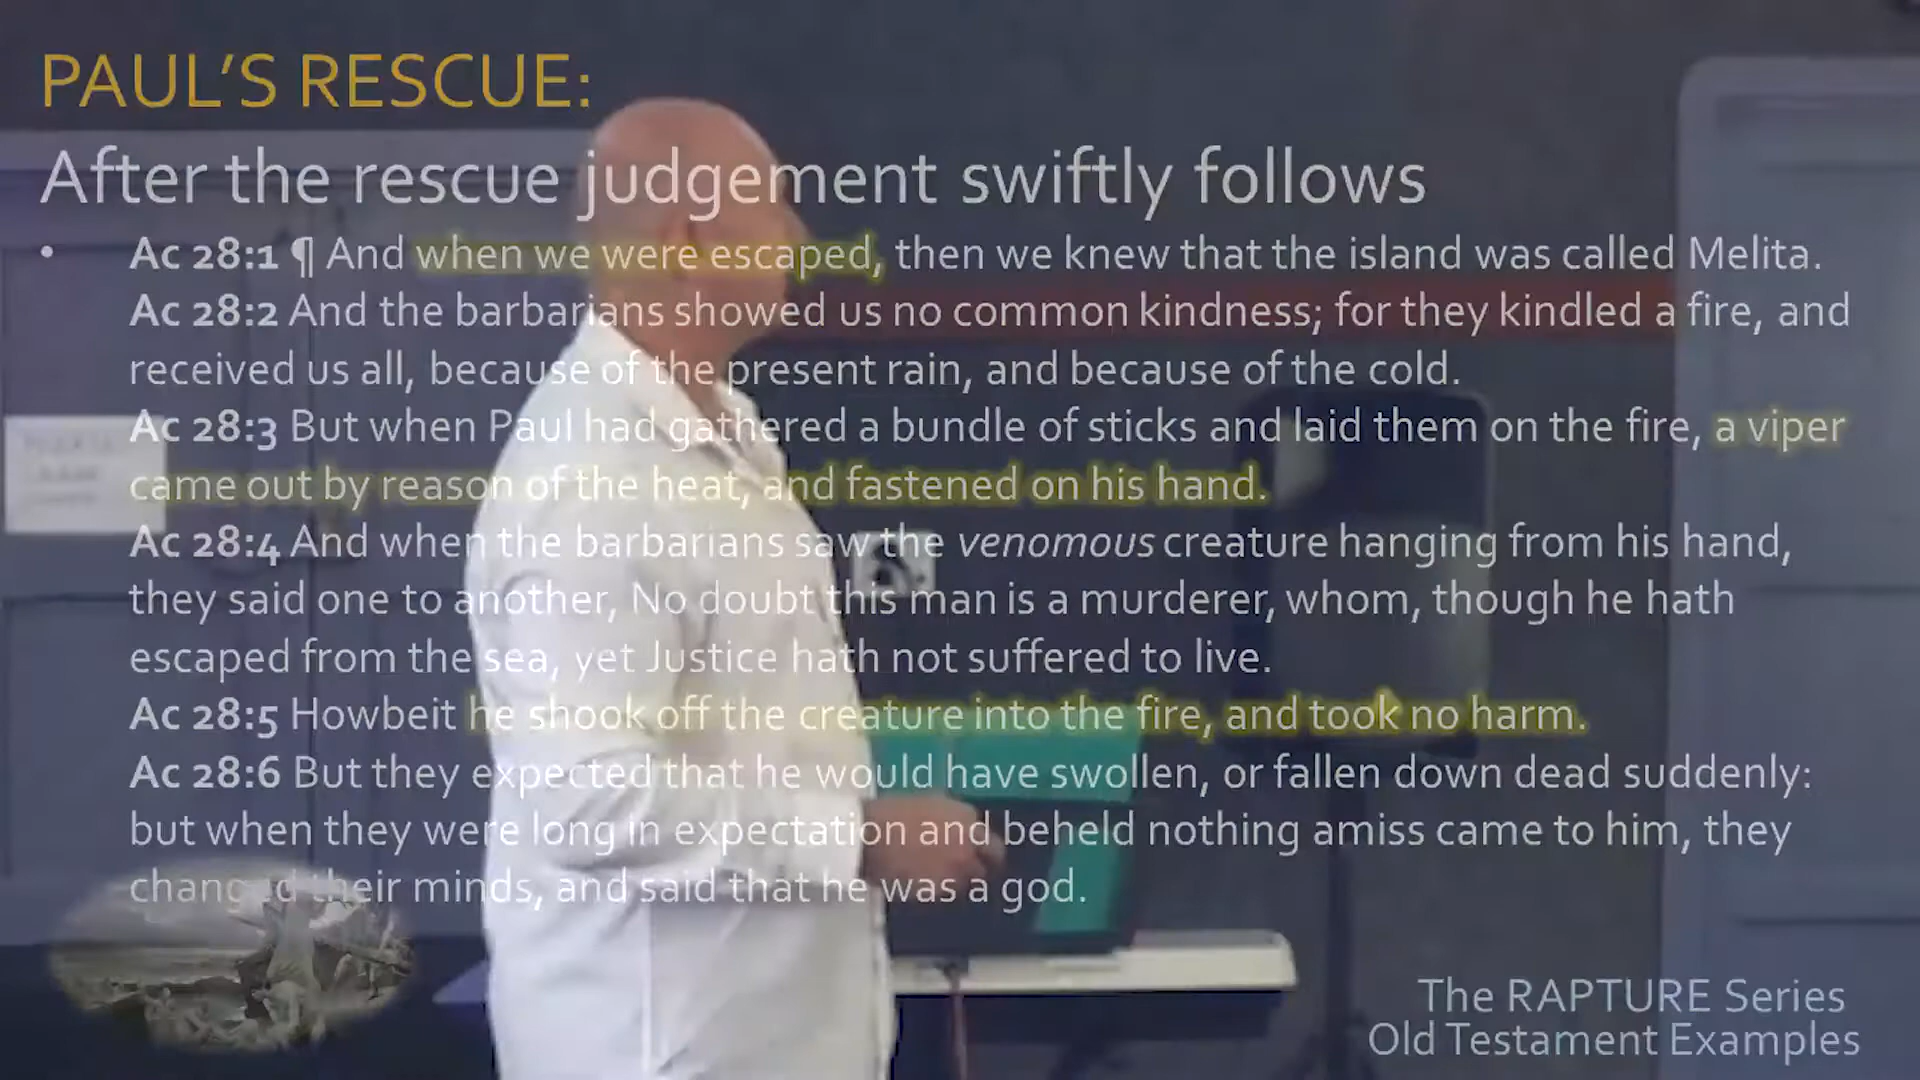 PAUL'S RESCUE:
After the rescue judgement swiftly follows
• Ac 28:1 ¶ And when we were escaped, then we knew that the island was called Melita.
Ac 28:2 And the barbarians showed us no common kindness; for they kindled a fire, and
received us all, because of the present rain, and because of the cold.
Ac 28:3 But when Paul had gathered a bundle of sticks and laid them on the fire, a viper
came out by reason of the heat, and fastened on his hand.
Ac 28:4 And when the barbarians saw the venomous creature hanging from his hand,
they said one to another, No doubt this man is a murderer, whom, though he hath
escaped from the sea, yet Justice hath not suffered to live.
Ac 28:5 Howbeit he shook off the creature into the fire, and took no harm.
Ac 28:6 But they expected that he would have swollen, or fallen down dead suddenly:
but when they were long in expectation and beheld nothing amiss came to him, they
changed their minds, and said that he was a god.
The RAPTURE Series
Old Testament Examples